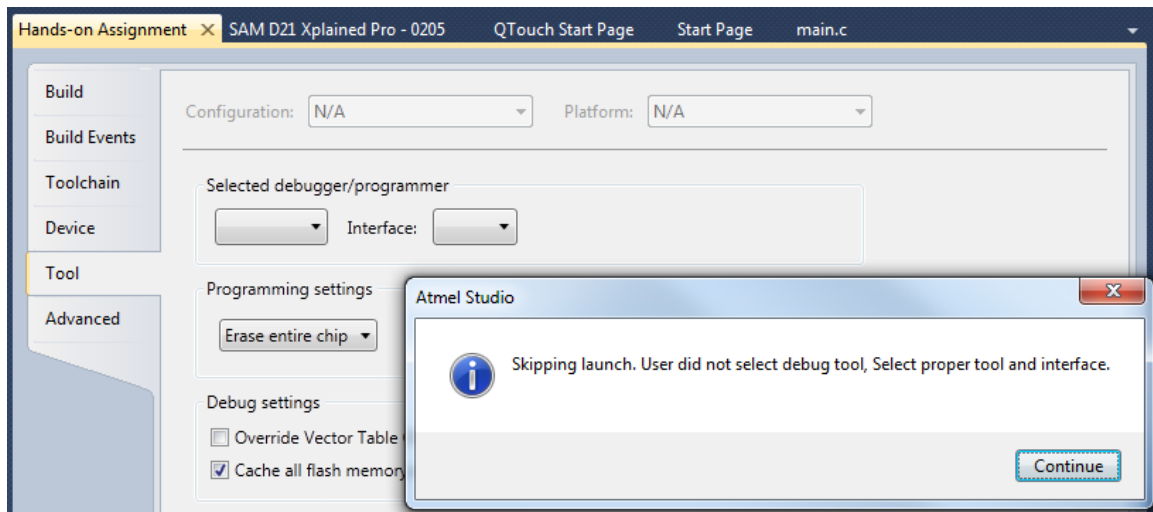 Hands-on Assignment SAM D21 Xplained Pro - 0205 QTouch Start Page Start Page main.c
Build
Configuration: N/A Platform: N/A
Build Events
Toolchain
Selected debugger/programmer
Device
Interface:
Tool
Programming settings
Atmel Studio
Advanced
Erase entire chip
Skipping launch. User did not select debug tool, Select proper tool and interface.
Debug settings
Override Vector Table
Cache all flash memory
Continue